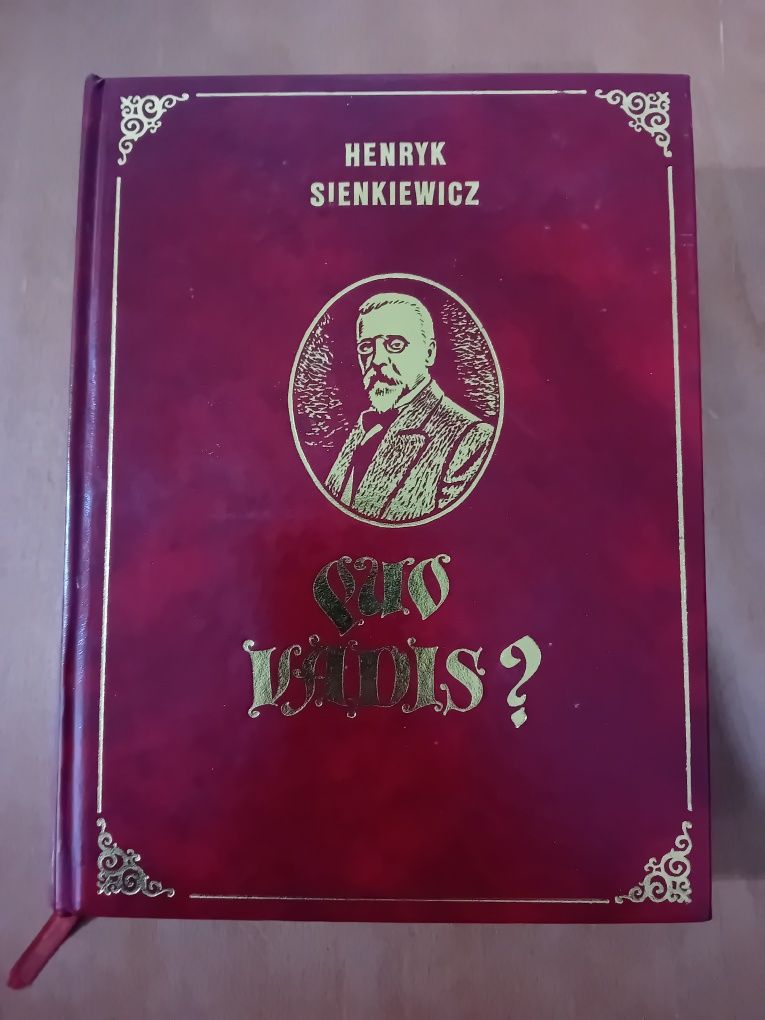 HENRYK
SIENKIEWICZ
QUO
VADIS?